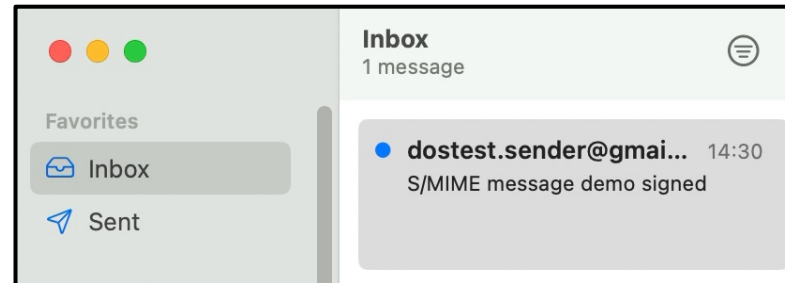 Inbox
1 message
Favorites
Inbox
Sent
dostest.sender@gmai... 14:30
S/MIME message demo signed